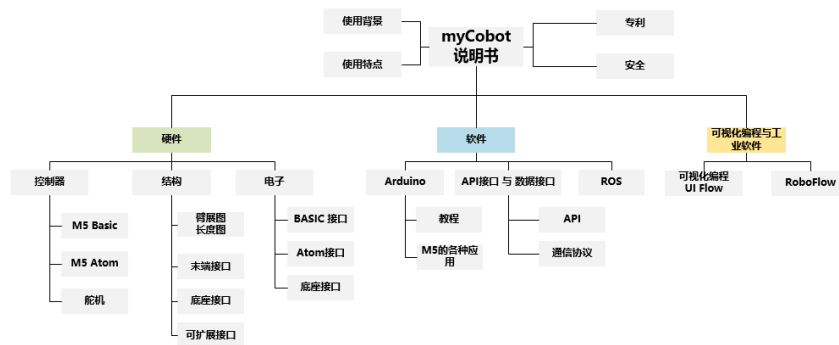 使用背景
myCobot
说明书
专利
使用特点
安全
硬件
软件
可视化编程与工
业软件
控制器
结构
电子
Arduino
API接口 与 数据接口
ROS
可视化编程
UI Flow
RoboFlow
M5 Basic
臂展图
长度图
BASIC 接口
教程
API
M5 Atom
末端接口
Atom接口
M5的各种应
用
通信协议
舵机
底座接口
底座接口
可扩展接口